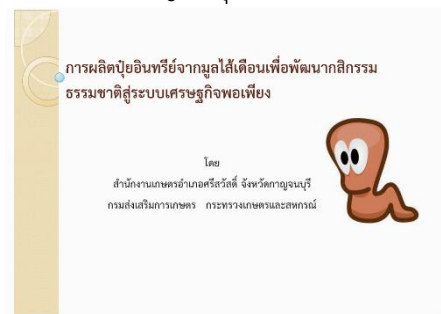 การผลิตปุ๋ยอินทรีย์จากมูลไส้เดือนเพื่อพัฒนากสิกรรม
ธรรมชาติสู่ระบบเศรษฐกิจพอเพียง
โดย
สำนักงานเกษตรอำเภอศรีสวัสดิ์ จังหวัดกาญจนบุรี
กรมส่งเสริมการเกษตร กระทรวงเกษตรและสหกรณ์